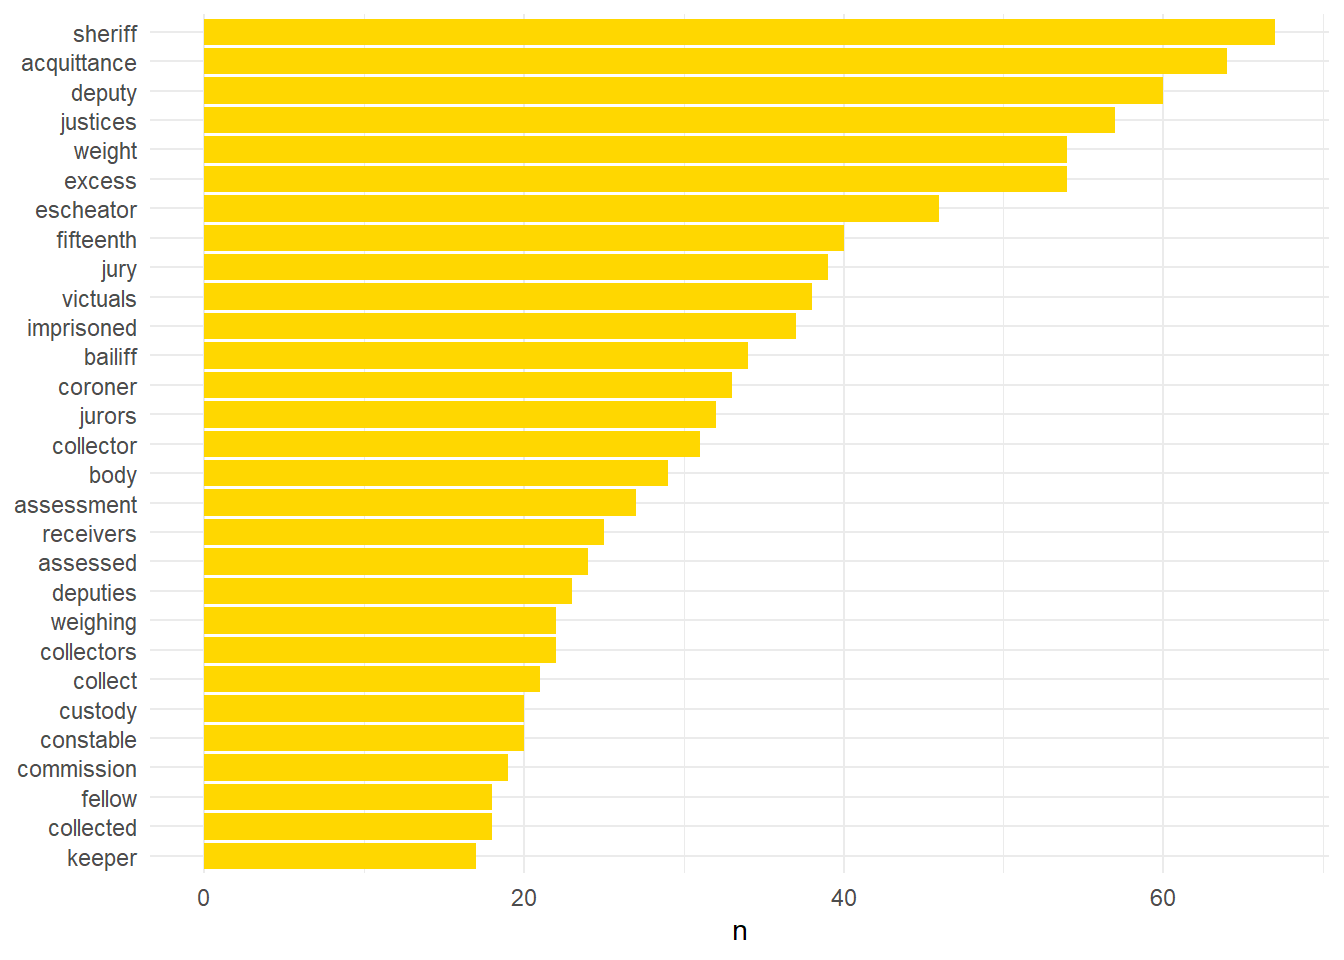 sheriff
acquittance
deputy
justices
weight
excess
escheator
fifteenth
jury
victuals
imprisoned
bailiff
coroner
jurors
collector
body
assessment
receivers
assessed
deputies
weighing
collectors
collect
custody
constable
commission
fellow
collected
keeper
0 20 40 60
n